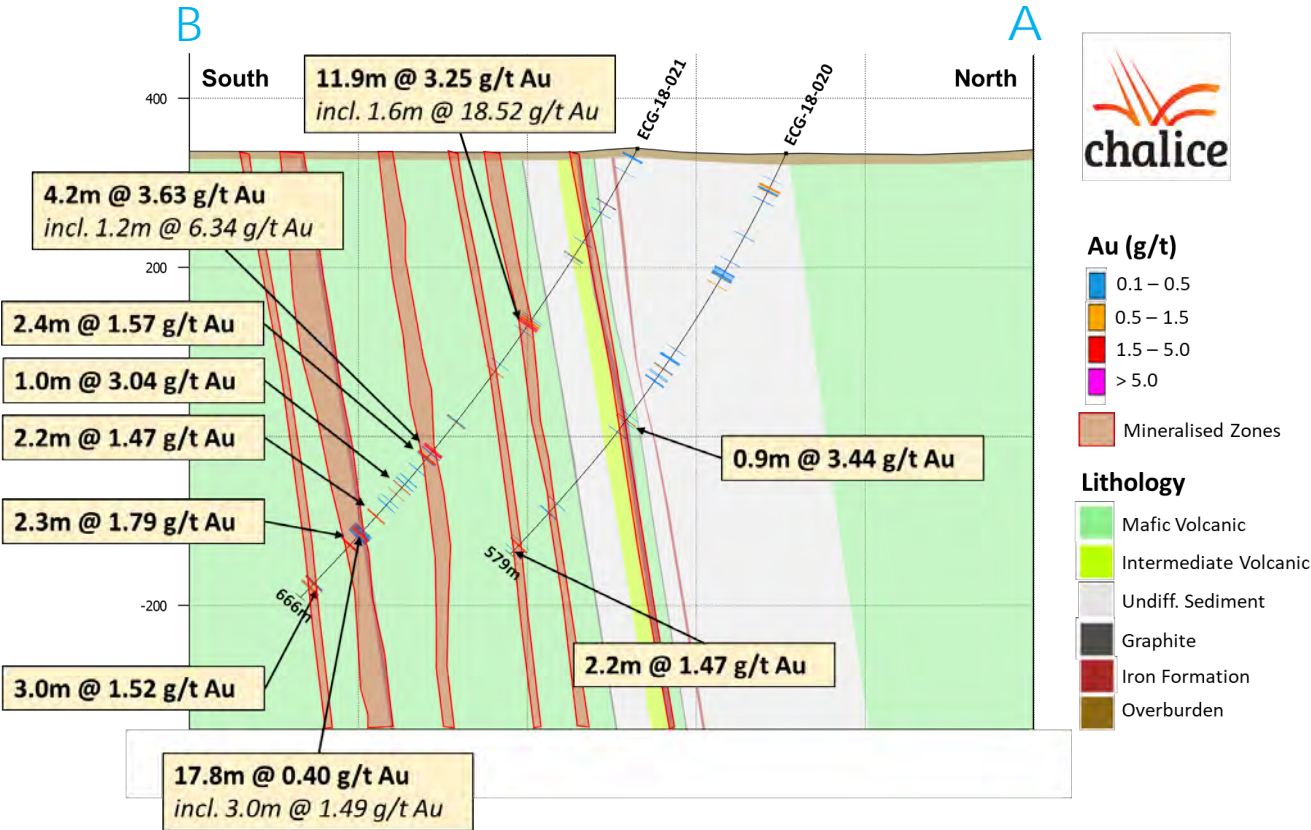 B
A
South
North
ECG-18-021
ECG-18-020
400
200
-200
11.9m @ 3.25 g/t Au
incl. 1.6m @ 18.52 g/t Au
4.2m @ 3.63 g/t Au
incl. 1.2m @ 6.34 g/t Au
2.4m @ 1.57 g/t Au
1.0m @ 3.04 g/t Au
2.2m @ 1.47 g/t Au
2.3m @ 1.79 g/t Au
3.0m @ 1.52 g/t Au
17.8m @ 0.40 g/t Au
incl. 3.0m @ 1.49 g/t Au
0.9m @ 3.44 g/t Au
2.2m @ 1.47 g/t Au
666m
579m
chalice
Au (g/t)
0.1 – 0.5
0.5 – 1.5
1.5 – 5.0
> 5.0
Mineralised Zones
Lithology
Mafic Volcanic
Intermediate Volcanic
Undiff. Sediment
Graphite
Iron Formation
Overburden